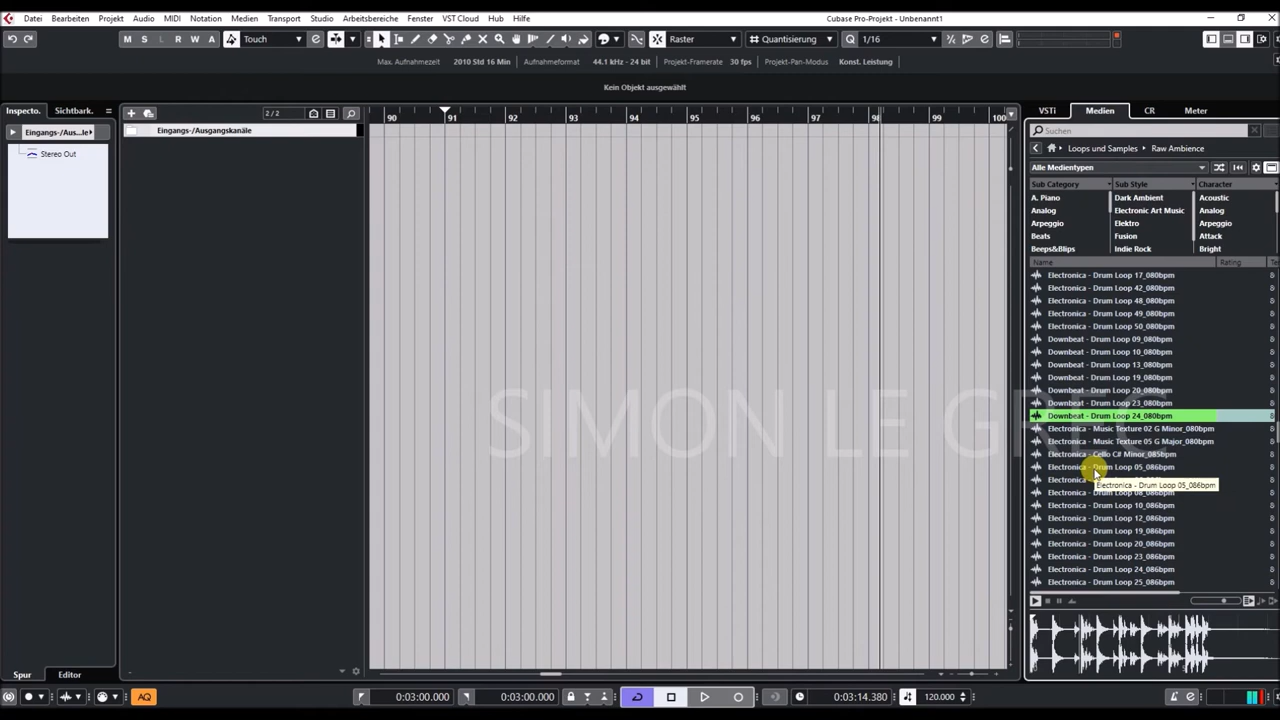 Datei Bearbeiten Projekt Audio MIDI Notation Medien Transport Studio Arbeitsbereiche Fenster VST Cloud Hub Hilfe Cubase Pro-Projekt - Unbenannt1
M S L R W A Touch Raster Quantisierung 1/16
Max. Aufnahmezeit 2010 Std 16 Min Aufnahmeformat 44.1 kHz - 24 bit Projekt-Framerate 30 fps Projekt-Pan-Modus Konst. Leistung
Kein Objekt ausgewählt
Inspecto. Sichtbark. 2 / 2 90 91 92 93 94 95 96 97 98 99 100 VSTi Medien CR Meter
Eingangs-/Aus...le Eingangs-/Ausgangskanäle Suchen
Stereo Out
Loops und Samples Raw Ambience
Alle Medientypen
Sub Category Sub Style Character
A. Piano Dark Ambient Acoustic
Analog Electronic Art Music Analog
Arpeggio Elektro Arpeggio
Beats Fusion Attack
Beeps&Blips Indie Rock Bright
Name Rating
Electronica - Drum Loop 17_080bpm
Electronica - Drum Loop 42_080bpm
Electronica - Drum Loop 48_080bpm
Electronica - Drum Loop 49_080bpm
Electronica - Drum Loop 50_080bpm
Downbeat - Drum Loop 09_080bpm
Downbeat - Drum Loop 10_080bpm
Downbeat - Drum Loop 13_080bpm
Downbeat - Drum Loop 19_080bpm
Downbeat - Drum Loop 20_080bpm
Downbeat - Drum Loop 23_080bpm
Downbeat - Drum Loop 24_080bpm
SIMON LE GREC
Electronica - Music Texture 02 G Minor_080bpm
Electronica - Music Texture 05 G Major_080bpm
Electronica - Cello C# Minor_085bpm
Electronica - Drum Loop 05_086bpm
Electronica - Drum Loop 05_086bpm
Electronica - Drum Loop 08_086bpm
Electronica - Drum Loop 10_086bpm
Electronica - Drum Loop 12_086bpm
Electronica - Drum Loop 19_086bpm
Electronica - Drum Loop 20_086bpm
Electronica - Drum Loop 23_086bpm
Electronica - Drum Loop 24_086bpm
Electronica - Drum Loop 25_086bpm
Spur Editor
AQ 0:03:00.000 0:03:00.000 0:03:14.380 120.000